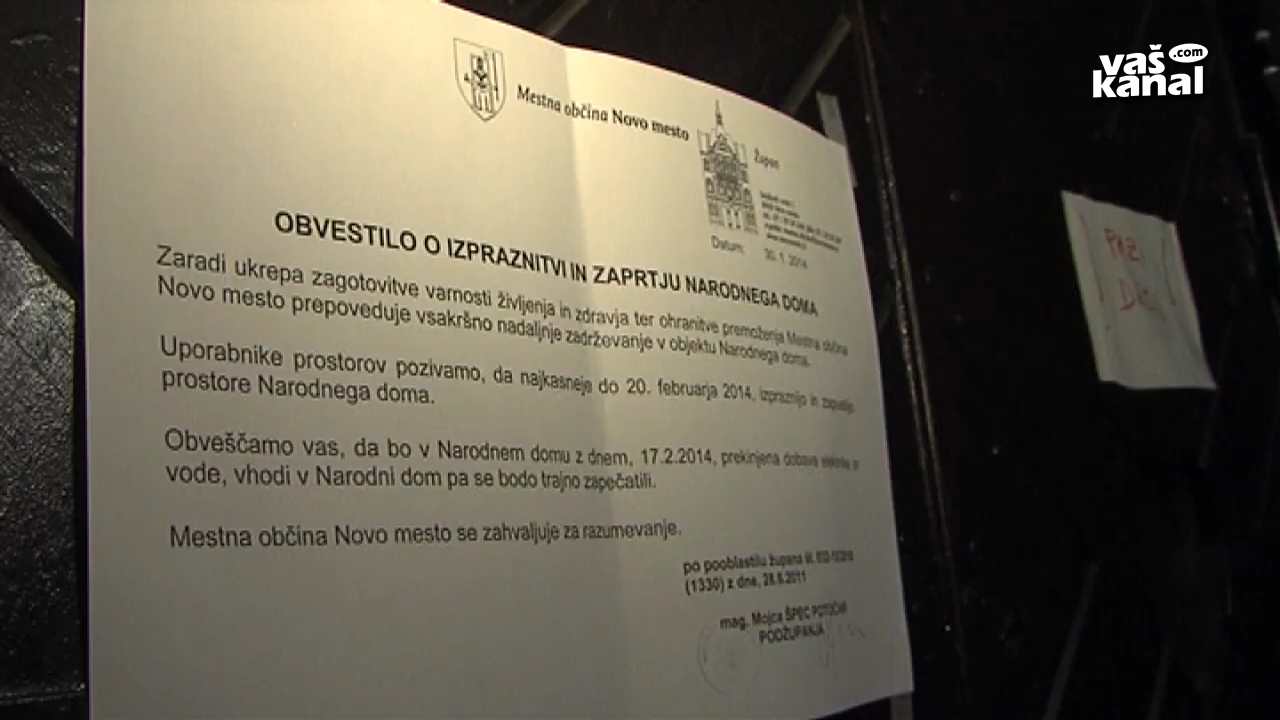 vaš.com
kanal
Mestna občina Novo mesto
Župan
Datum: 30. 1. 2014
OBVESTILO O IZPRAZNITVI IN ZAPRTJU NARODNEGA DOMA
Zaradi ukrepa zagotovitve varnosti življenja in zdravja ter ohranitve premoženja Mestna občina
Novo mesto prepoveduje vsakršno nadaljnje zadrževanje v objektu Narodnega doma.
Uporabnike prostorov pozivamo, da najkasneje do 20. februarja 2014, izpraznijo in zapustijo
prostore Narodnega doma.
Obveščamo vas, da bo v Narodnem domu z dnem, 17.2.2014, prekinjena dobava elektrike in
vode, vhodi v Narodni dom pa se bodo trajno zapečatili.
Mestna občina Novo mesto se zahvaljuje za razumevanje.
po pooblastilu župana št.
(1330) z dne, 28.6.2011
mag. Mojca ŠPEC POTOČAR
PODŽUPANJA
PAZI